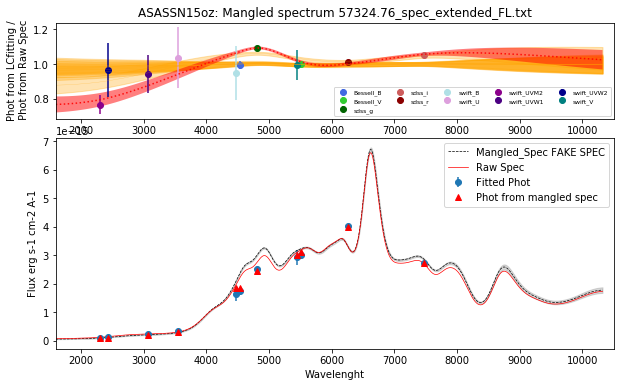 ASASSN15oz: Mangled spectrum 57324.76_spec_extended_FL.txt
Phot from LCfitting /
Phot from Raw Spec
1.2
1.0
0.8
Bessell_B
Bessell_V
sdss_g
sdss_i
sdss_r
swift_B
swift_U
swift_UVM2
swift_UVW1
swift_UVW2
swift_V
2000 3000 4000 5000 6000 7000 8000 9000 10000
Flux erg s-1 cm-2 A-1
7
6
5
4
3
2
1
0
Mangled_Spec FAKE SPEC
Raw Spec
Fitted Phot
Phot from mangled spec
2000 3000 4000 5000 6000 7000 8000 9000 10000
Wavelenght